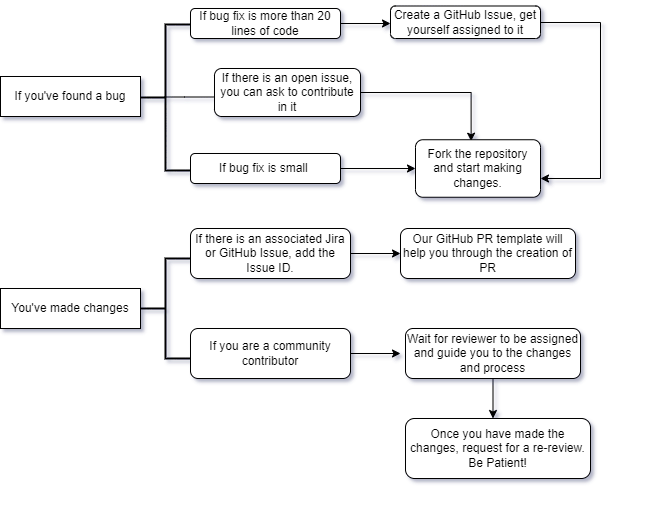 If bug fix is more than 20
lines of code
Create a GitHub Issue, get
yourself assigned to it
If you've found a bug
If there is an open issue,
you can ask to contribute
in it
If bug fix is small
Fork the repository
and start making
changes.
If there is an associated Jira
or GitHub Issue, add the
Issue ID.
Our GitHub PR template will
help you through the creation of
PR
You've made changes
If you are a community
contributor
Wait for reviewer to be assigned
and guide you to the changes
and process
Once you have made the
changes, request for a re-review.
Be Patient!